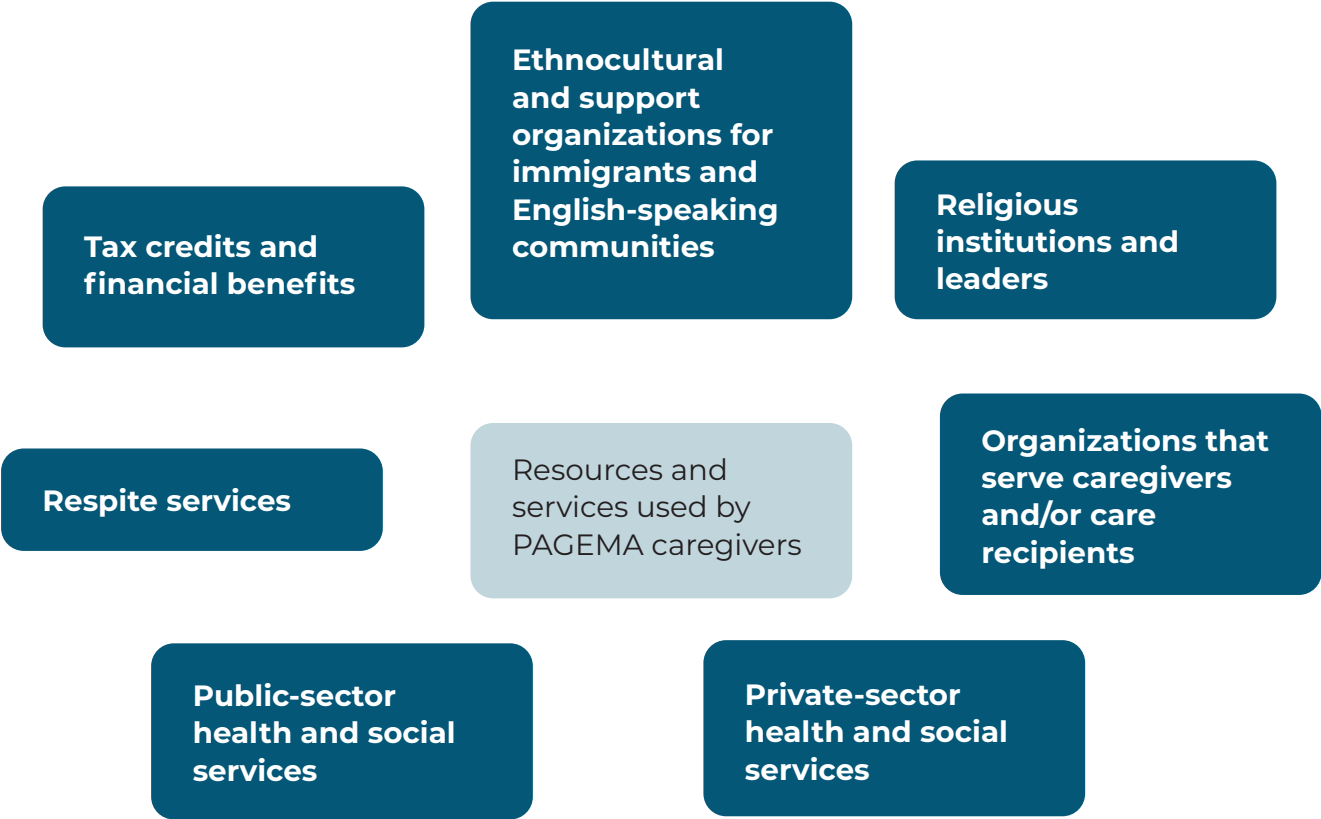 Ethnocultural
and support
organizations for
immigrants and
English-speaking
communities
Religious
institutions and
leaders
Tax credits and
financial benefits
Organizations that
serve caregivers
and/or care
recipients
Resources and
services used by
PAGEMA caregivers
Respite services
Public-sector
health and social
services
Private-sector
health and social
services